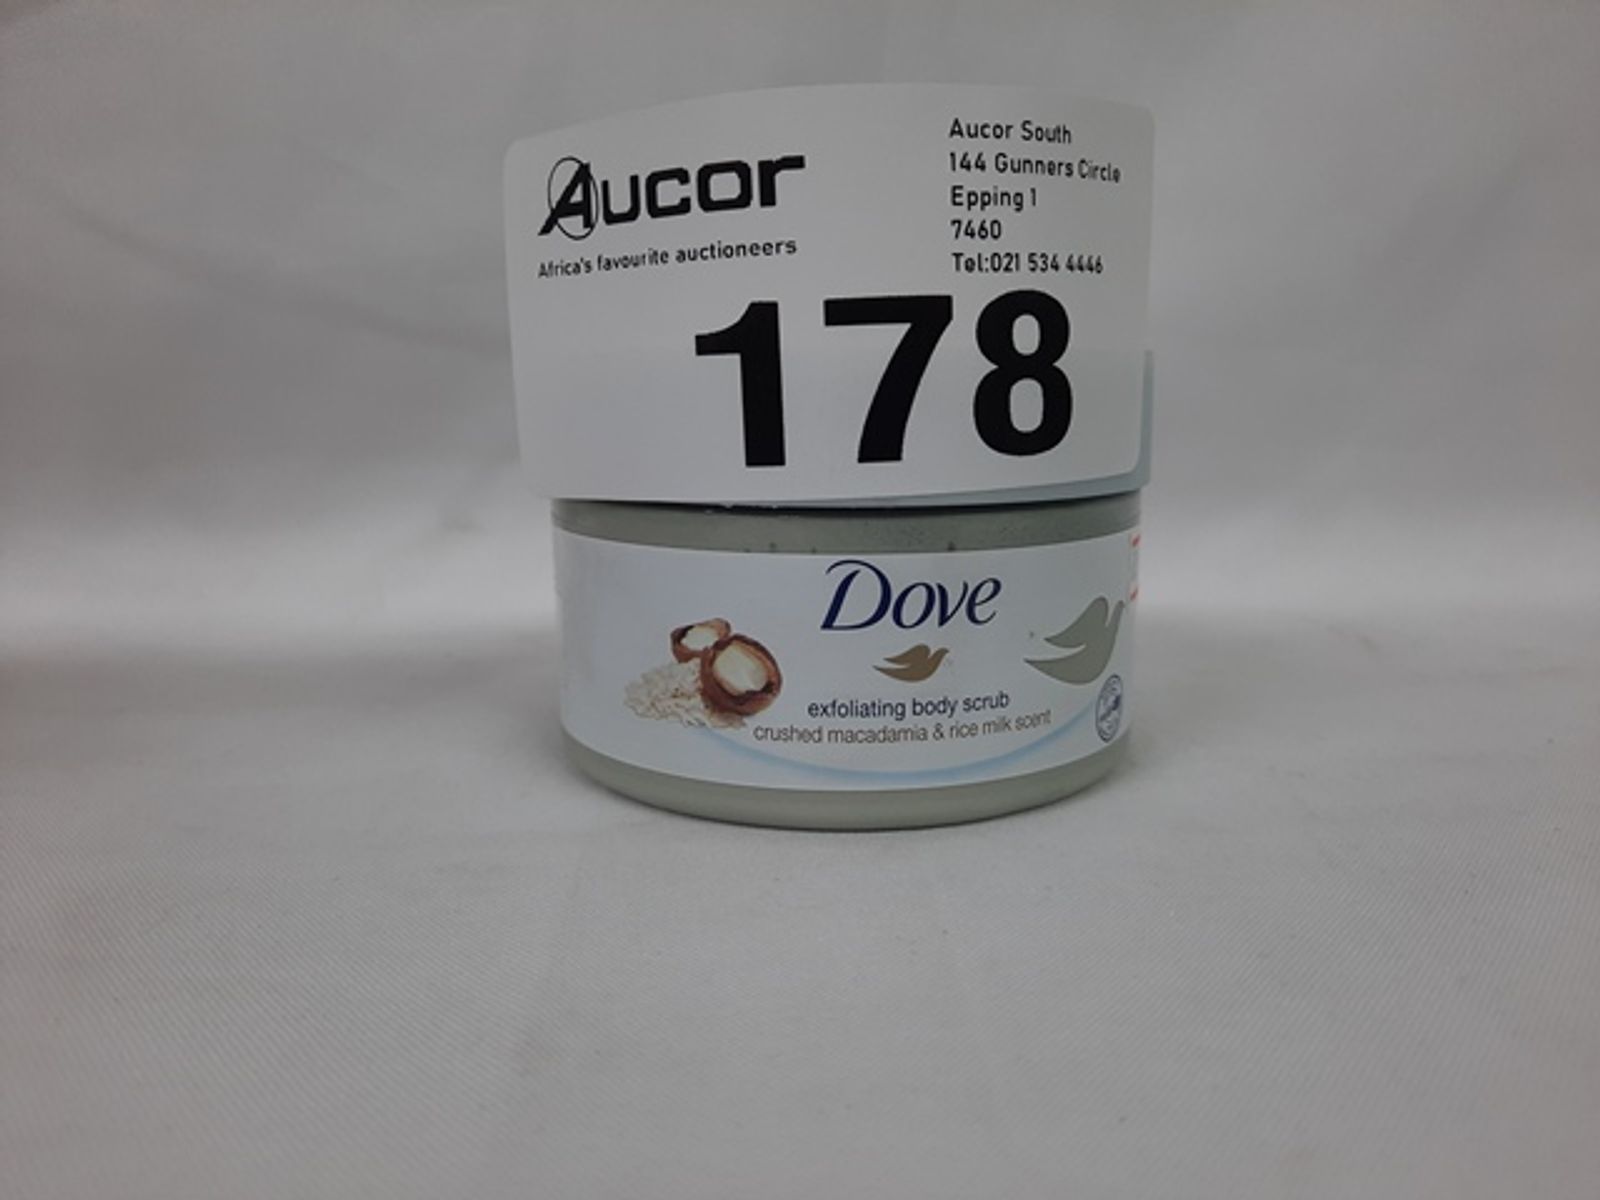 Aucor
Africa's favourite auctioneers
Aucor South
144 Gunners Circle
Epping 1
7460
Tel:021 534 4446
178
Dove
exfoliating body scrub
crushed macadamia & rice milk scent